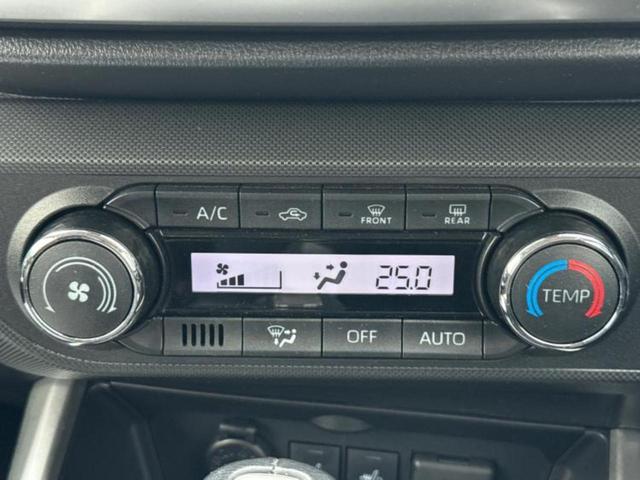 A/C
FRONT
REAR
25.0
TEMP
OFF
AUTO